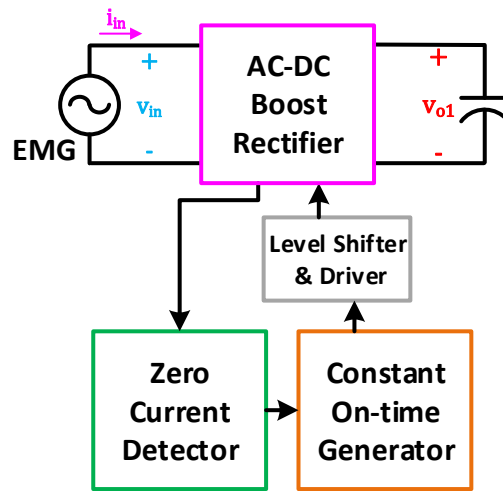 i_in
AC-DC
Boost
Rectifier
+
v_in
-
+
v_o1
-
EMG
Level Shifter
& Driver
Zero
Current
Detector
Constant
On-time
Generator